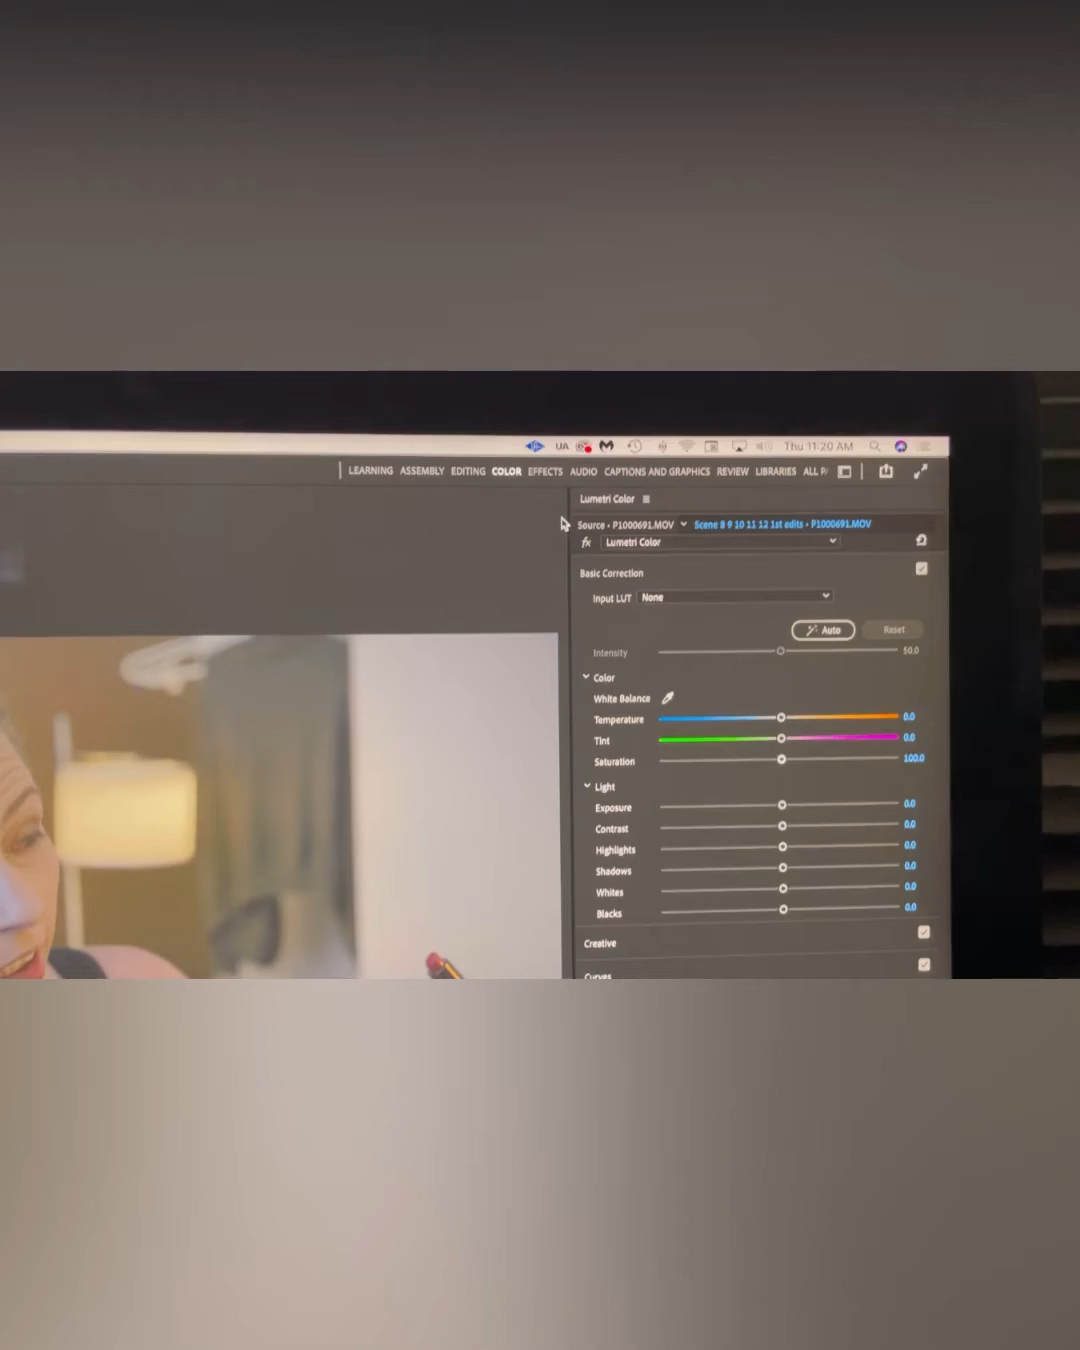 UA Thu 11:20 AM
LEARNING ASSEMBLY EDITING COLOR EFFECTS AUDIO CAPTIONS AND GRAPHICS REVIEW LIBRARIES ALL P
Lumetri Color
Source • P1000691.MOV Scene 8 9 10 11 12 1st edits • P1000691.MOV
fx Lumetri Color
Basic Correction
Input LUT None
Auto Reset
Intensity 50.0
Color
White Balance
Temperature 0.0
Tint 0.0
Saturation 100.0
Light
Exposure 0.0
Contrast 0.0
Highlights 0.0
Shadows 0.0
Whites 0.0
Blacks 0.0
Creative
Curves